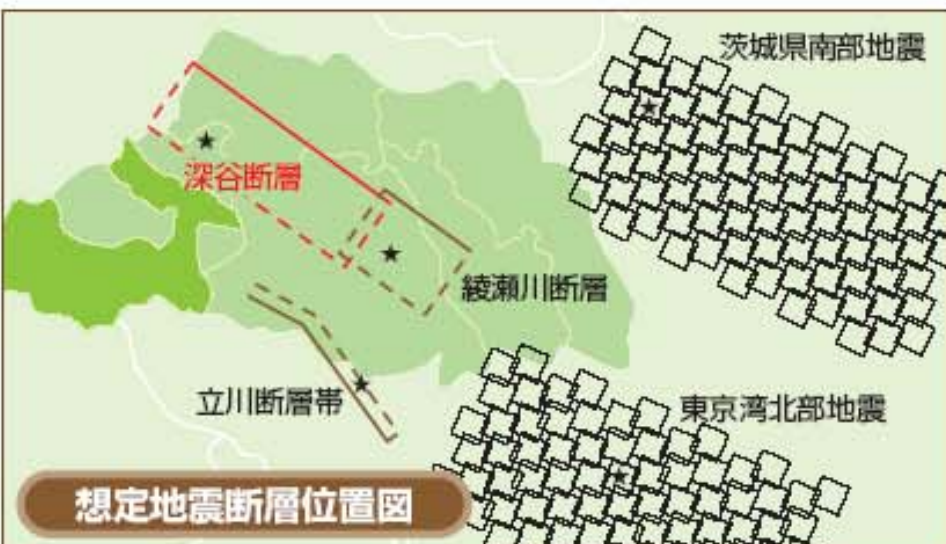 茨城県南部地震
深谷断層
綾瀬川断層
立川断層帯
東京湾北部地震
想定地震断層位置図